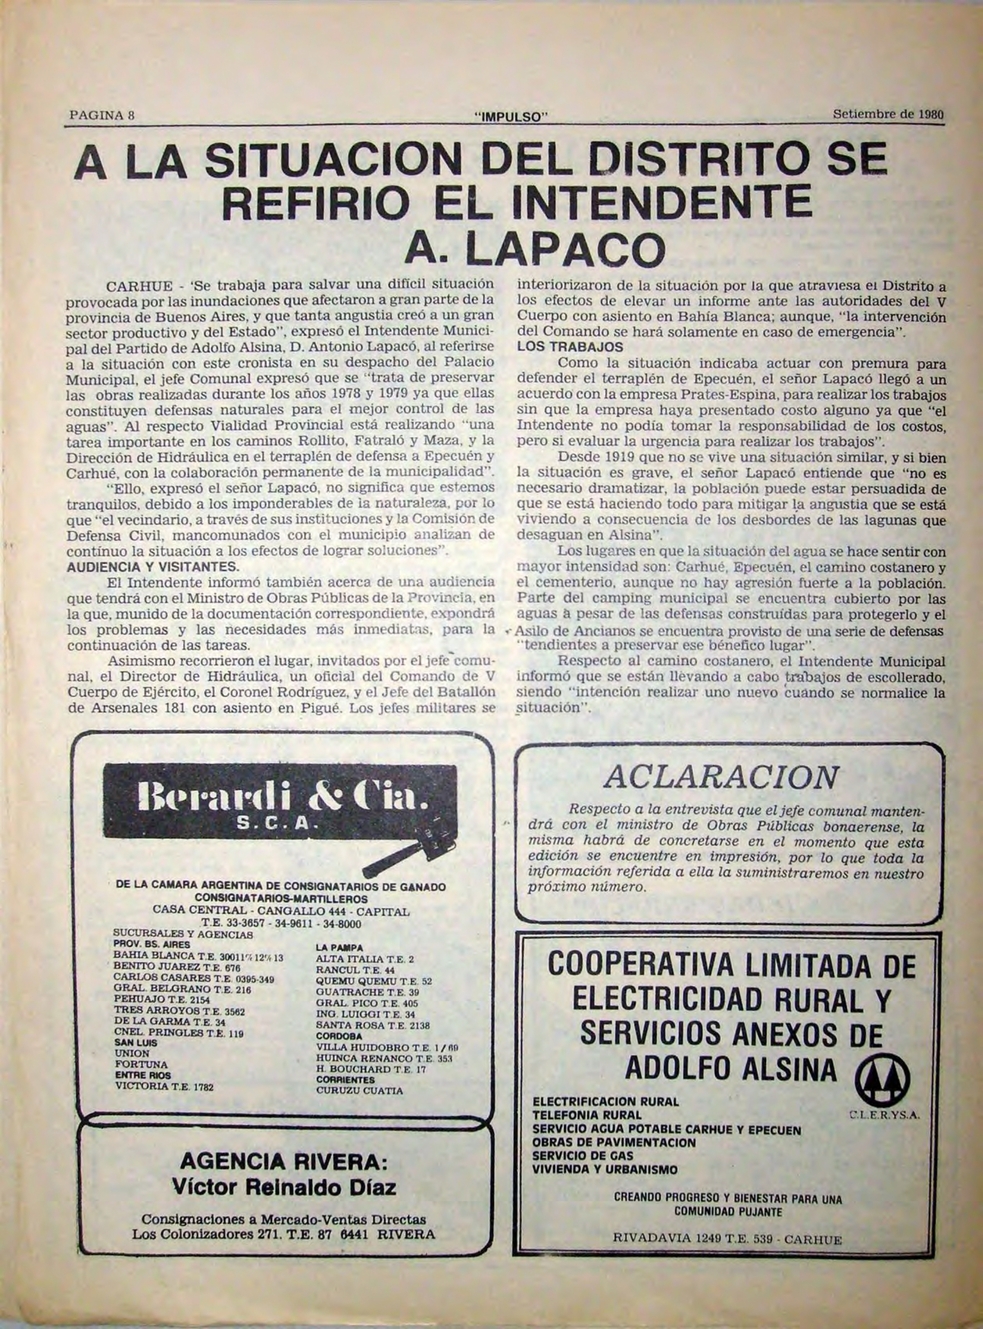 PAGINA 8
"IMPULSO"
Setiembre de 1980
A LA SITUACION DEL DISTRITO SE
REFIRIO EL INTENDENTE
A. LAPACO
CARHUE - 'Se trabaja para salvar una difícil situación
provocada por las inundaciones que afectaron a gran parte de la
provincia de Buenos Aires, y que tanta angustia creó a un gran
sector productivo y del Estado", expresó el Intendente Munici-
pal del Partido de Adolfo Alsina, D. Antonio Lapacó, al referirse
a la situación con este cronista en su despacho del Palacio
Municipal, el jefe Comunal expresó que se "trata de preservar
las obras realizadas durante los años 1978 y 1979 ya que ellas
constituyen defensas naturales para el mejor control de las
aguas". Al respecto Vialidad Provincial está realizando "una
tarea importante en los caminos Rollito, Fatraló y Maza, y la
Dirección de Hidráulica en el terraplén de defensa a Epecuén y
Carhué, con la colaboración permanente de la municipalidad".
"Ello, expresó el señor Lapacó, no significa que estemos
tranquilos, debido a los imponderables de la naturaleza, por lo
que "el vecindario, a través de sus instituciones y la Comisión de
Defensa Civil, mancomunados con el municipio analizan de
contínuo la situación a los efectos de lograr soluciones".
AUDIENCIA Y VISITANTES.
El Intendente informó también acerca de una audiencia
que tendrá con el Ministro de Obras Públicas de la Provincia, en
la que, munido de la documentación correspondiente, expondrá
los problemas y las necesidades más inmediatas, para la
continuación de las tareas.
Asimismo recorrieron el lugar, invitados por el jefe comu-
nal, el Director de Hidráulica, un oficial del Comando de V
Cuerpo de Ejército, el Coronel Rodríguez, y el Jefe del Batallón
de Arsenales 181 con asiento en Pigué. Los jefes militares se
interiorizaron de la situación por la que atraviesa el Distrito a
los efectos de elevar un informe ante las autoridades del V
Cuerpo con asiento en Bahía Blanca; aunque, "la intervención
del Comando se hará solamente en caso de emergencia".
LOS TRABAJOS
Como la situación indicaba actuar con premura para
defender el terraplén de Epecuén, el señor Lapacó llegó a un
acuerdo con la empresa Prates-Espina, para realizar los trabajos
sin que la empresa haya presentado costo alguno ya que "el
Intendente no podía tomar la responsabilidad de los costos,
pero si evaluar la urgencia para realizar los trabajos".
Desde 1919 que no se vive una situación similar, y si bien
la situación es grave, el señor Lapacó entiende que "no es
necesario dramatizar, la población puede estar persuadida de
que se está haciendo todo para mitigar la angustia que se está
viviendo a consecuencia de los desbordes de las lagunas que
desaguan en Alsina".
Los lugares en que la situación del agua se hace sentir con
mayor intensidad son: Carhué, Epecuén, el camino costanero y
el cementerio, aunque no hay agresión fuerte a la población.
Parte del camping municipal se encuentra cubierto por las
aguas a pesar de las defensas construídas para protegerlo y el
Asilo de Ancianos se encuentra provisto de una serie de defensas
"tendientes a preservar ese bénefico lugar".
Respecto al camino costanero, el Intendente Municipal
informó que se están llevando a cabo trabajos de escollerado,
siendo "intención realizar uno nuevo cuando se normalice la
situación".
Berardi & Cia.
S.C.A.
DE LA CAMARA ARGENTINA DE CONSIGNATARIOS DE GANADO
CONSIGNATARIOS-MARTILLEROS
CASA CENTRAL - CANGALLO 444 - CAPITAL
T.E. 33-3657 - 34-9611 - 34-8000
SUCURSALES Y AGENCIAS
PROV. BS. AIRES
BAHIA BLANCA T.E.
BENITO JUAREZ T.E. 676
CARLOS CASARES T.E. 0395-349
GRAL. BELGRANO T.E. 216
PEHUAJO T.E. 2154
TRES ARROYOS T.E. 3562
DE LA GARMA T.E. 34
CNEL. PRINGLES T.E. 119
SAN LUIS
UNION
FORTUNA
ENTRE RIOS
VICTORIA T.E. 1782
LA PAMPA
ALTA ITALIA T.E. 2
RANCUL T.E. 44
QUEMU QUEMU T.E. 52
GUATRACHE T.E. 39
GRAL. PICO T.E. 405
ING. LUIGGI T.E. 34
SANTA ROSA T.E. 2138
CORDOBA
VILLA HUIDOBRO T.E.
HUINCA RENANCO T.E. 353
H. BOUCHARD T.E. 17
CORRIENTES
CURUZU CUATIA
AGENCIA RIVERA:
Víctor Reinaldo Díaz
Consignaciones a Mercado-Ventas Directas
Los Colonizadores 271. T.E. 87 6441 RIVERA
ACLARACION
Respecto a la entrevista que el jefe comunal manten-
drá con el ministro de Obras Públicas bonaerense, la
misma habrá de concretarse en el momento que esta
edición se encuentre en impresión, por lo que toda la
información referida a ella la suministraremos en nuestro
próximo número.
COOPERATIVA LIMITADA DE
ELECTRICIDAD RURAL Y
SERVICIOS ANEXOS DE
ADOLFO ALSINA
C.L.E.R.Y.S.A.
ELECTRIFICACION RURAL
TELEFONIA RURAL
SERVICIO AGUA POTABLE CARHUE Y EPECUEN
OBRAS DE PAVIMENTACION
SERVICIO DE GAS
VIVIENDA Y URBANISMO
CREANDO PROGRESO Y BIENESTAR PARA UNA
COMUNIDAD PUJANTE
RIVADAVIA 1249 T.E. 539 - CARHUE